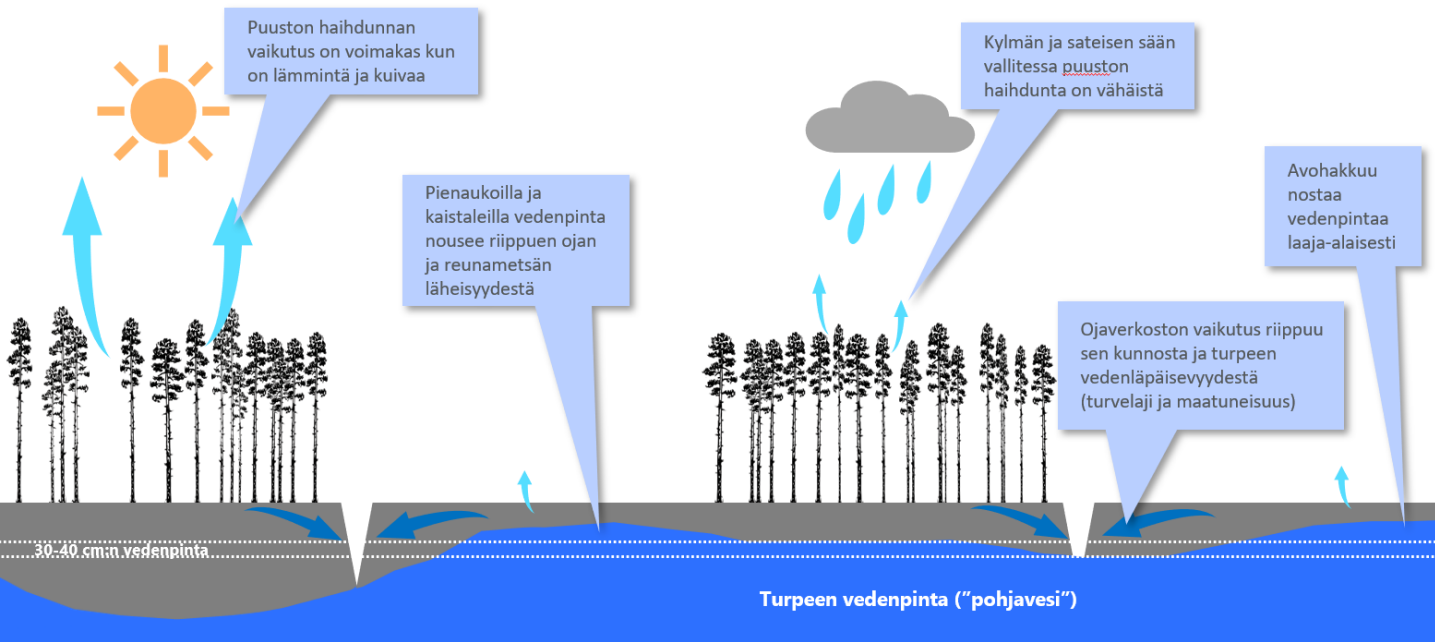 Puuston haihdunnan
vaikutus on voimakas kun
on lämmintä ja kuivaa
Kylmän ja sateisen sään
vallitessa puuston
haihdunta on vähäistä
Pienaukoilla ja
kaistaleilla vedenpinta
nousee riippuen ojan
ja reunametsän
läheisyydestä
Avohakkuu
nostaa
vedenpintaa
laaja-alaisesti
Ojaverkoston vaikutus riippuu
sen kunnosta ja turpeen
vedenläpäisevyydestä
(turvelaji ja maatuneisuus)
30-40 cm:n vedenpinta
Turpeen vedenpinta (”pohjavesi”)